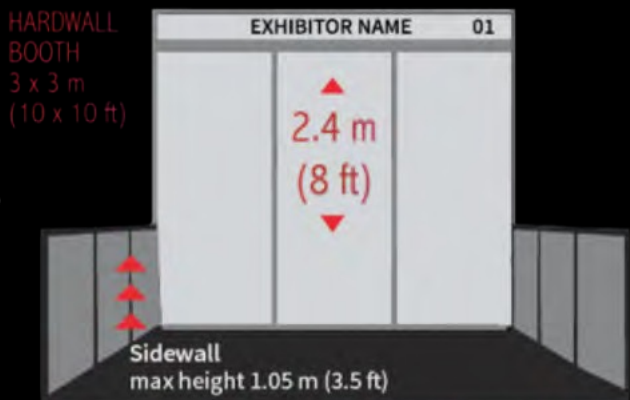 HARDWALL
BOOTH
3 x 3 m
(10 x 10 ft)
EXHIBITOR NAME 01
2.4 m
(8 ft)
Sidewall
max height 1.05 m (3.5 ft)